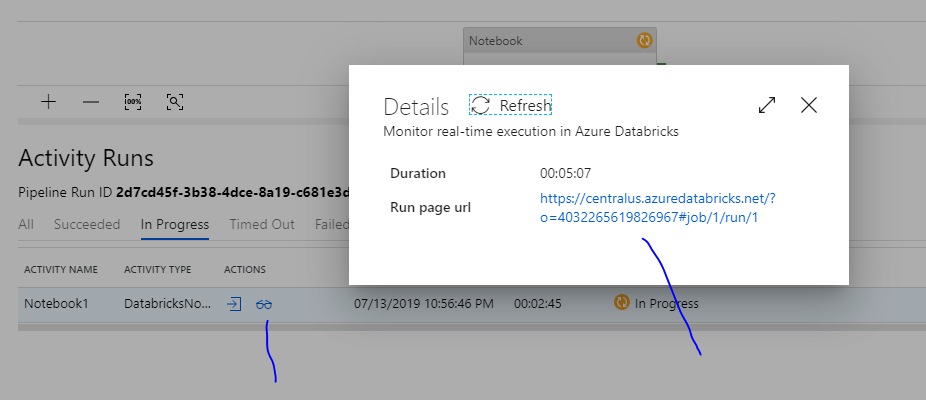 Notebook
100%
Details Refresh
Monitor real-time execution in Azure Databricks
Duration 00:05:07
Run page url https://centralus.azuredatabricks.net/?
o=4032265619826967#job/1/run/1
Activity Runs
Pipeline Run ID 2d7cd45f-3b38-4dce-8a19-c681e3d
All Succeeded In Progress Timed Out Failed
ACTIVITY NAME ACTIVITY TYPE ACTIONS
Notebook1 DatabricksNo... 07/13/2019 10:56:46 PM 00:02:45 In Progress